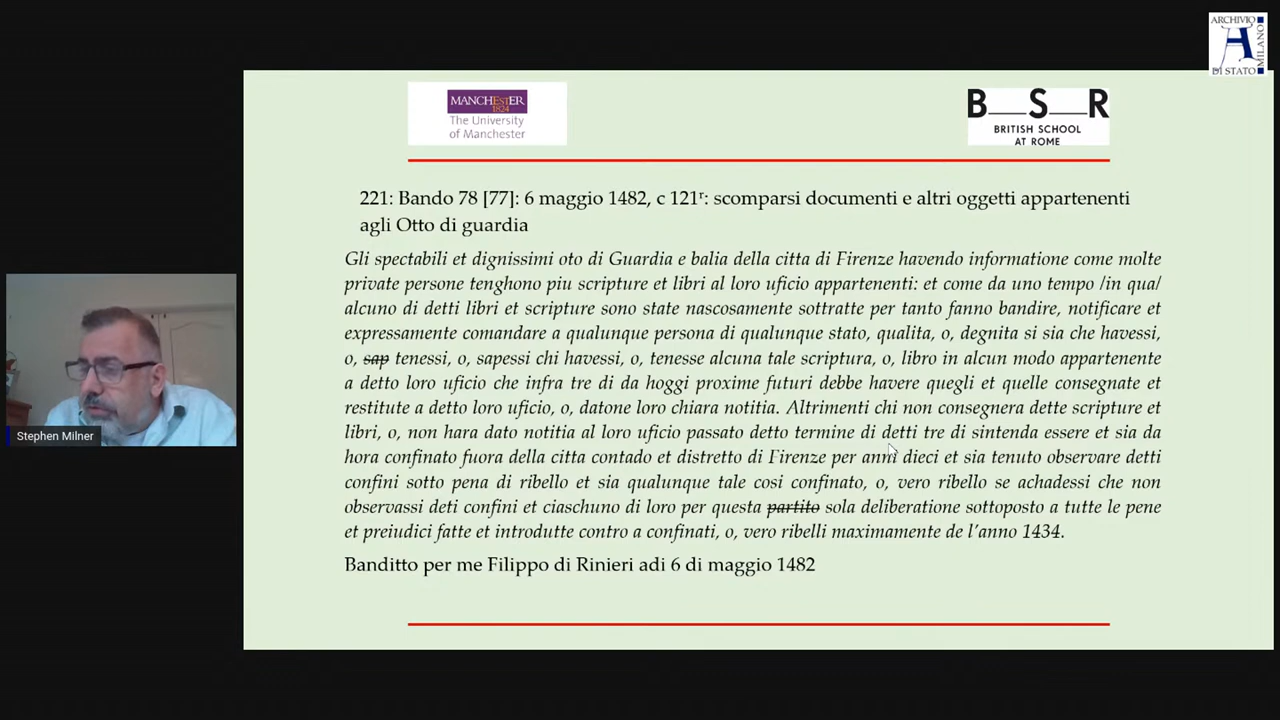 ARCHIVIO
DI STATO
MILANO
MANCHESTER
1824
The University
of Manchester
B__S__R
BRITISH SCHOOL
AT ROME
221: Bando 78 [77]: 6 maggio 1482, c 121ʳ: scomparsi documenti e altri oggetti appartenenti
agli Otto di guardia
Gli spectabili et dignissimi oto di Guardia e balia della citta di Firenze havendo informatione come molte
private persone tenghono piu scripture et libri al loro uficio appartenenti: et come da uno tempo /in qua/
alcuno di detti libri et scripture sono state nascosamente sottratte per tanto fanno bandire, notificare et
expressamente comandare a qualunque persona di qualunque stato, qualita, o, degnita si sia che havessi,
o, sap tenessi, o, sapessi chi havessi, o, tenesse alcuna tale scriptura, o, libro in alcun modo appartenente
a detto loro uficio che infra tre di da hoggi proxime futuri debbe havere quegli et quelle consegnate et
restitute a detto loro uficio, o, datone loro chiara notitia. Altrimenti chi non consegnera dette scripture et
libri, o, non hara dato notitia al loro uficio passato detto termine di detti tre di sintenda essere et sia da
hora confinato fuora della citta contado et distretto di Firenze per anni dieci et sia tenuto observare detti
confini sotto pena di ribello et sia qualunque tale cosi confinato, o, vero ribello se achadessi che non
observassi deti confini et ciaschuno di loro per questa partito sola deliberatione sottoposto a tutte le pene
et preiudici fatte et introdutte contro a confinati, o, vero ribelli maximamente de l'anno 1434.
Banditto per me Filippo di Rinieri adi 6 di maggio 1482
Stephen Milner